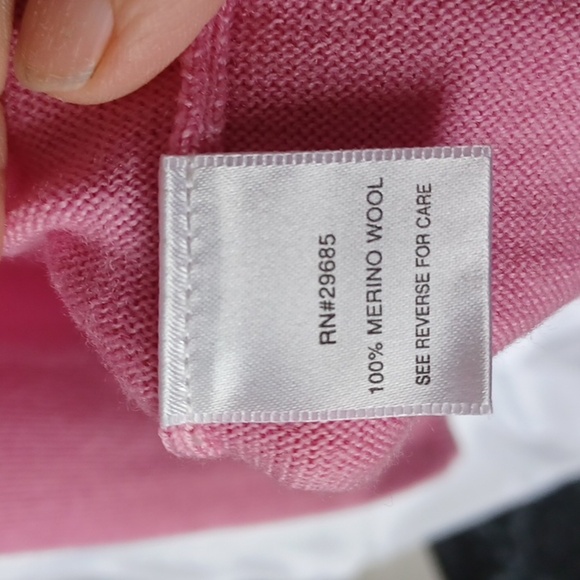 RN#29685
100% MERINO WOOL
SEE REVERSE FOR CARE